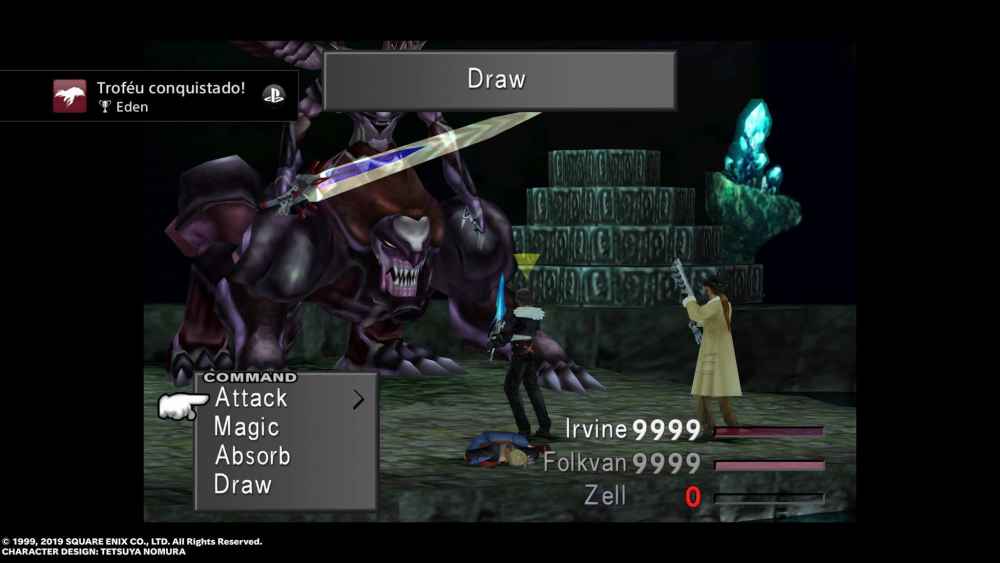 Draw
Troféu conquistado!
Eden
COMMAND
Attack
Magic
Absorb
Draw
Irvine 9999
Folkvan 9999
Zell 0
© 1999, 2019 SQUARE ENIX CO., LTD. All Rights Reserved.
CHARACTER DESIGN: TETSUYA NOMURA